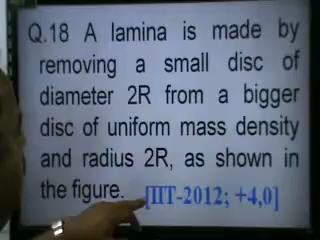 Q.18 A lamina is made by
removing a small disc of
diameter 2R from a bigger
disc of uniform mass density
and radius 2R, as shown in
the figure. [IIT-2012; +4,0]